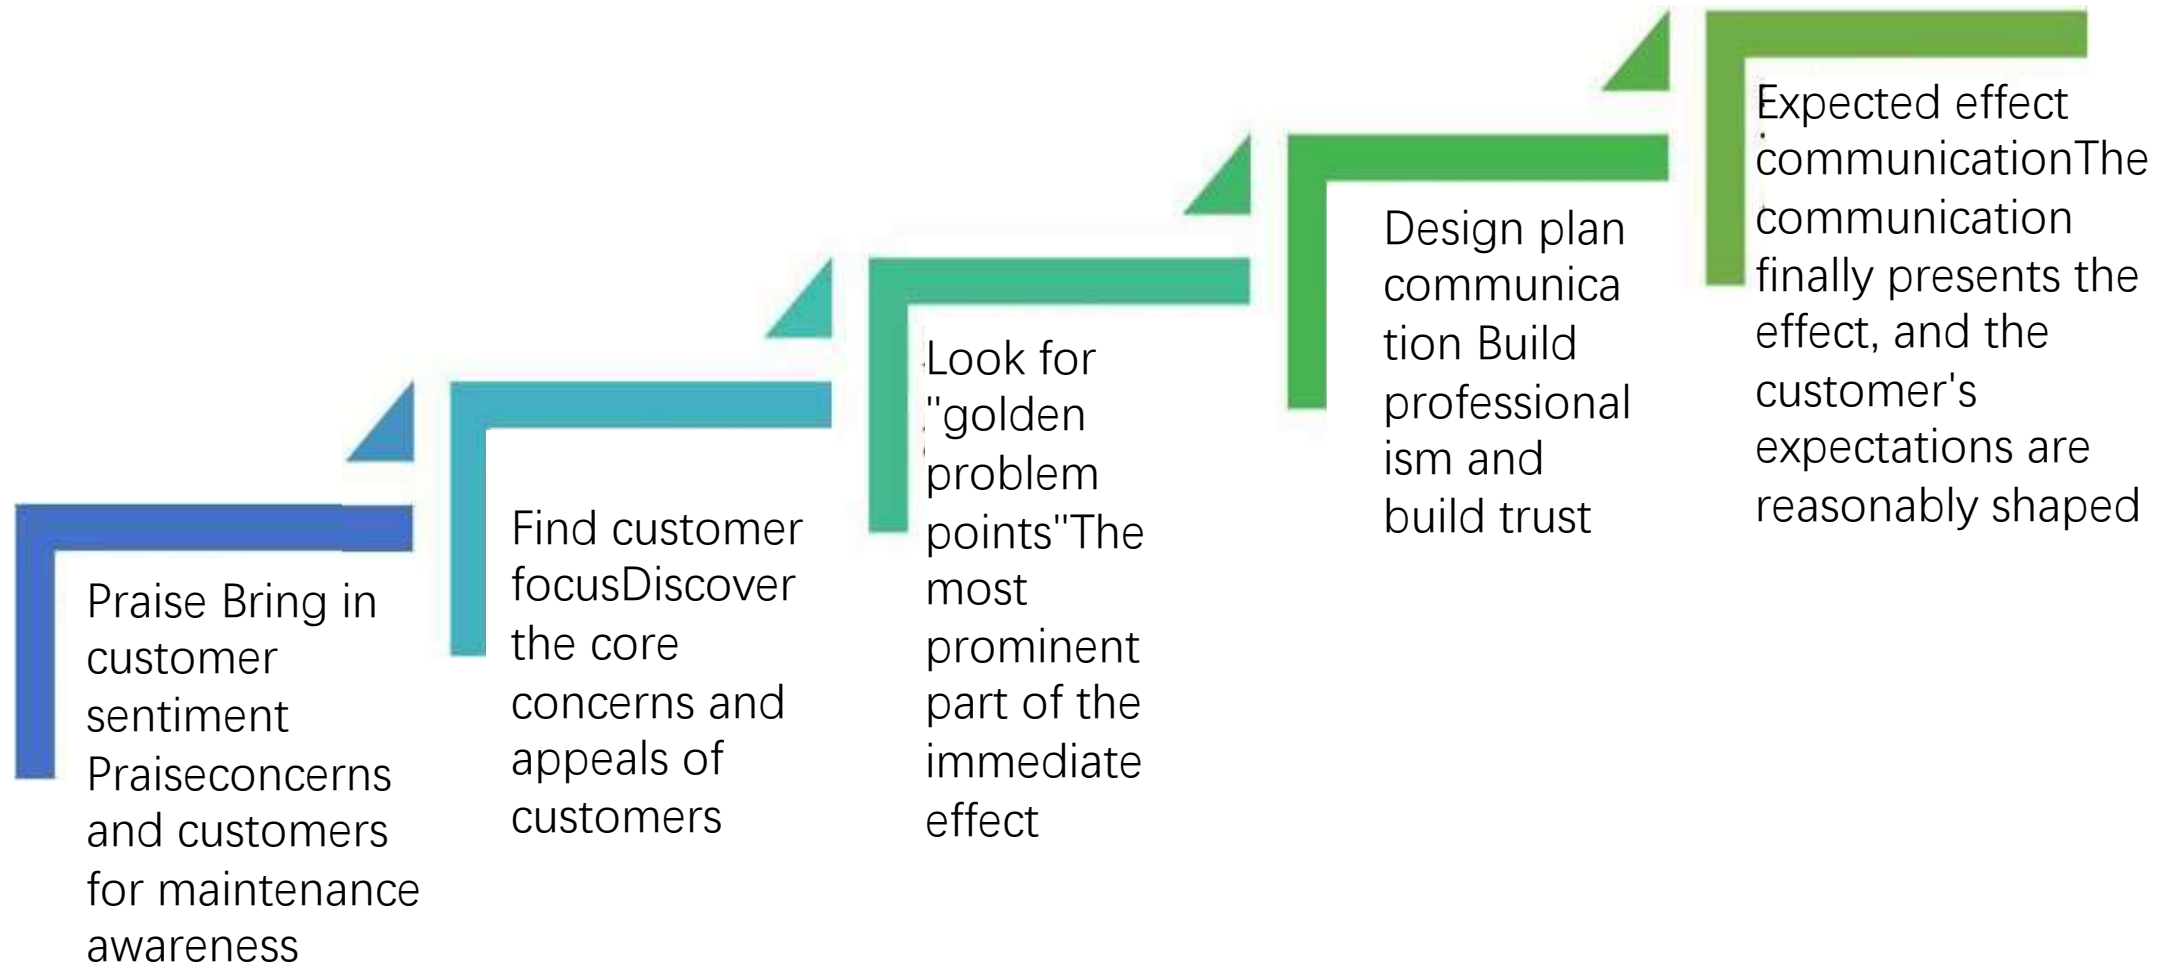 Praise Bring in
customer
sentiment
Praiseconcerns
and customers
for maintenance
awareness
Find customer
focusDiscover
the core
concerns and
appeals of
customers
Look for
"golden
problem
points"The
most
prominent
part of the
immediate
effect
Design plan
communica
tion Build
professional
ism and
build trust
Expected effect
communicationThe
communication
finally presents the
effect, and the
customer's
expectations are
reasonably shaped